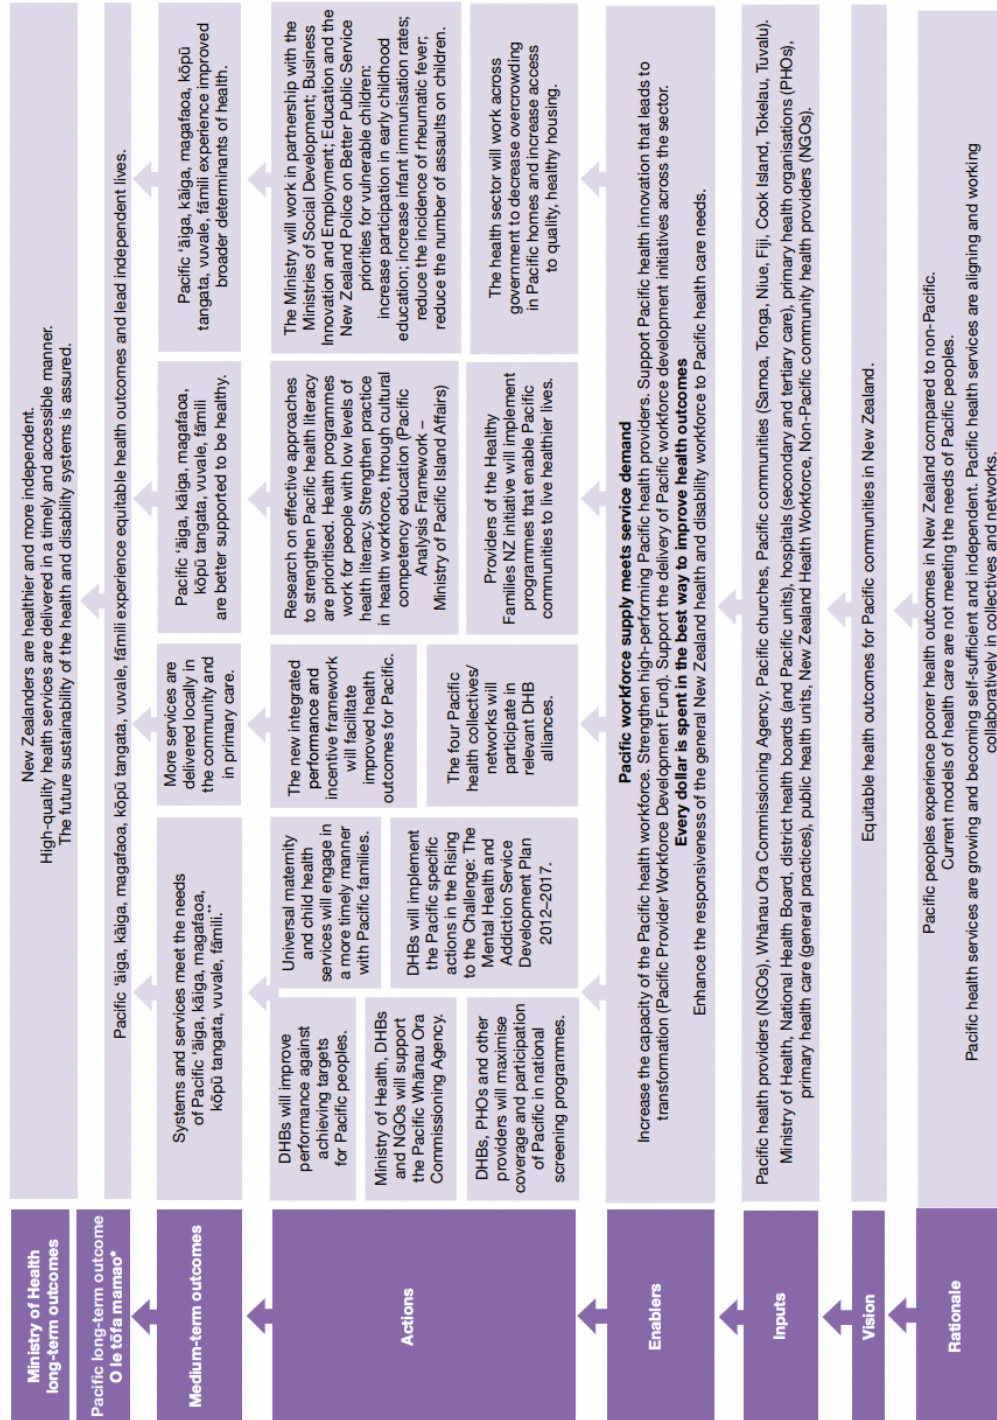 Ministry of Health
long-term outcomes
New Zealanders are healthier and more independent.
High-quality health services are delivered in a timely and accessible manner.
The future sustainability of the health and disability systems is assured.
Pacific long-term outcome
O le tōfa mamao*
Pacific ‘āiga, kāiga, magafaoa, kōpū tangata, vuvale, fāmili experience equitable health outcomes and lead independent lives.
Medium-term outcomes
Systems and services meet the needs
of Pacific ‘āiga, kāiga, magafaoa,
kōpū tangata, vuvale, fāmili.**
More services are
delivered locally in
the community and
in primary care.
Pacific ‘āiga, kāiga, magafaoa,
kōpū tangata, vuvale, fāmili
are better supported to be healthy.
Pacific ‘āiga, kāiga, magafaoa, kōpū
tangata, vuvale, fāmili experience improved
broader determinants of health.
Actions
DHBs will improve
performance against
achieving targets
for Pacific peoples.
Ministry of Health, DHBs
and NGOs will support
the Pacific Whānau Ora
Commissioning Agency.
DHBs, PHOs and other
providers will maximise
coverage and participation
of Pacific in national
screening programmes.
Universal maternity
and child health
services will engage in
a more timely manner
with Pacific families.
DHBs will implement
the Pacific specific
actions in the Rising
to the Challenge: The
Mental Health and
Addiction Service
Development Plan
2012–2017.
The new integrated
performance and
incentive framework
will facilitate
improved health
outcomes for Pacific.
The four Pacific
health collectives/
networks will
participate in
relevant DHB
alliances.
Research on effective approaches
to strengthen Pacific health literacy
are prioritised. Health programmes
work for people with low levels of
health literacy. Strengthen practice
in health workforce, through cultural
competency education (Pacific
Analysis Framework –
Ministry of Pacific Island Affairs)
Providers of the Healthy
Families NZ initiative will implement
programmes that enable Pacific
communities to live healthier lives.
The Ministry will work in partnership with the
Ministries of Social Development; Business
Innovation and Employment; Education and the
New Zealand Police on Better Public Service
priorities for vulnerable children:
increase participation in early childhood
education; increase infant immunisation rates;
reduce the incidence of rheumatic fever;
reduce the number of assaults on children.
The health sector will work across
government to decrease overcrowding
in Pacific homes and increase access
to quality, healthy housing.
Enablers
Pacific workforce supply meets service demand
Increase the capacity of the Pacific health workforce. Strengthen high-performing Pacific health providers. Support Pacific health innovation that leads to
transformation (Pacific Provider Workforce Development Fund). Support the delivery of Pacific workforce development initiatives across the sector.
Every dollar is spent in the best way to improve health outcomes
Enhance the responsiveness of the general New Zealand health and disability workforce to Pacific health care needs.
Inputs
Pacific health providers (NGOs), Whānau Ora Commissioning Agency, Pacific churches, Pacific communities (Samoa, Tonga, Niue, Fiji, Cook Island, Tokelau, Tuvalu).
Ministry of Health, National Health Board, district health boards (and Pacific units), hospitals (secondary and tertiary care), primary health organisations (PHOs),
primary health care (general practices), public health units, New Zealand Health Workforce, Non-Pacific community health providers (NGOs).
Vision
Equitable health outcomes for Pacific communities in New Zealand.
Rationale
Pacific peoples experience poorer health outcomes in New Zealand compared to non-Pacific.
Current models of health care are not meeting the needs of Pacific peoples.
Pacific health services are growing and becoming self-sufficient and independent. Pacific health services are aligning and working
collaboratively in collectives and networks.